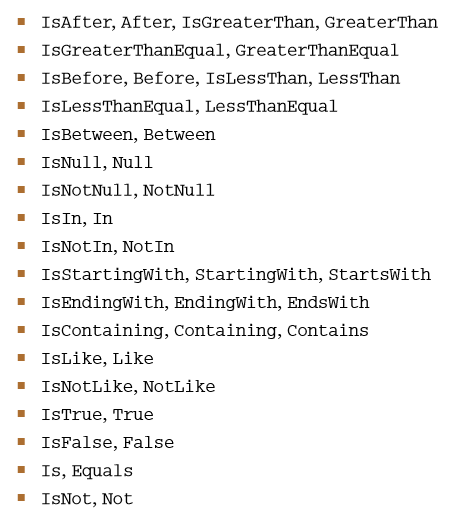 IsAfter, After, IsGreaterThan, GreaterThan
IsGreaterThanEqual, GreaterThanEqual
IsBefore, Before, IsLessThan, LessThan
IsLessThanEqual, LessThanEqual
IsBetween, Between
IsNull, Null
IsNotNull, NotNull
IsIn, In
IsNotIn, NotIn
IsStartingWith, StartingWith, StartsWith
IsEndingWith, EndingWith, EndsWith
IsContaining, Containing, Contains
IsLike, Like
IsNotLike, NotLike
IsTrue, True
IsFalse, False
Is, Equals
IsNot, Not